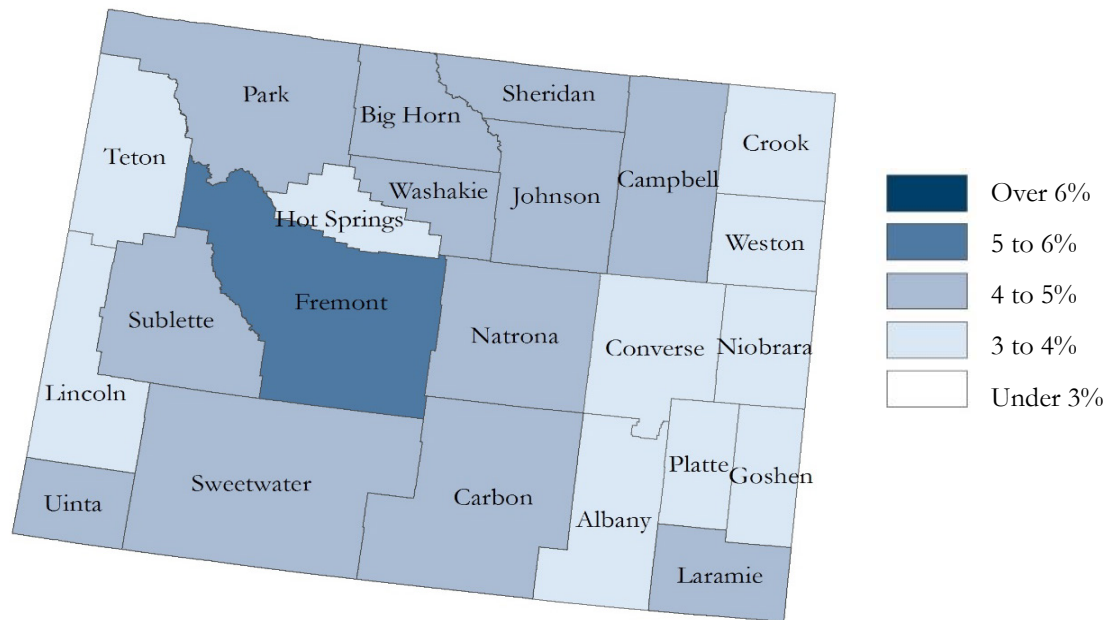 Park
Big Horn
Sheridan
Crook
Teton
Washakie
Johnson
Campbell
Hot Springs
Weston
Fremont
Sublette
Natrona
Converse
Niobrara
Lincoln
Platte
Goshen
Sweetwater
Carbon
Uinta
Albany
Laramie
Over 6%
5 to 6%
4 to 5%
3 to 4%
Under 3%